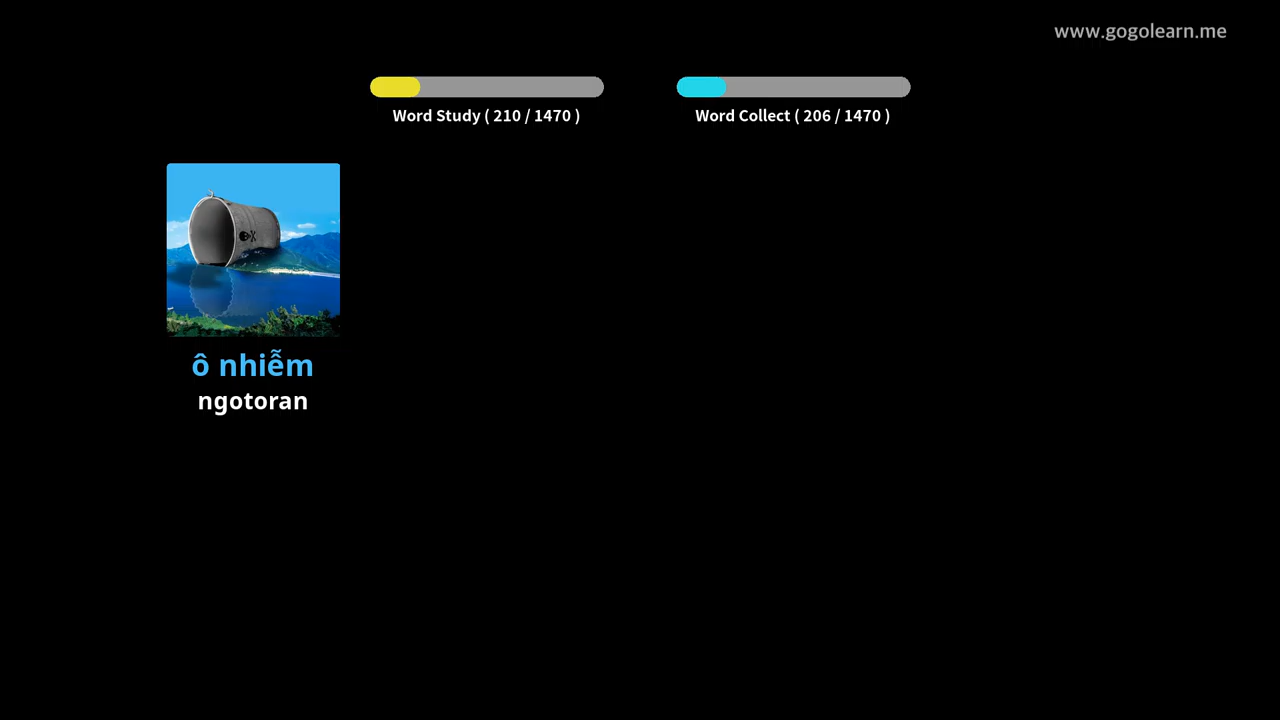 www.gogolearn.me
Word Study ( 210 / 1470 )
Word Collect ( 206 / 1470 )
ô nhiễm
ngotoran